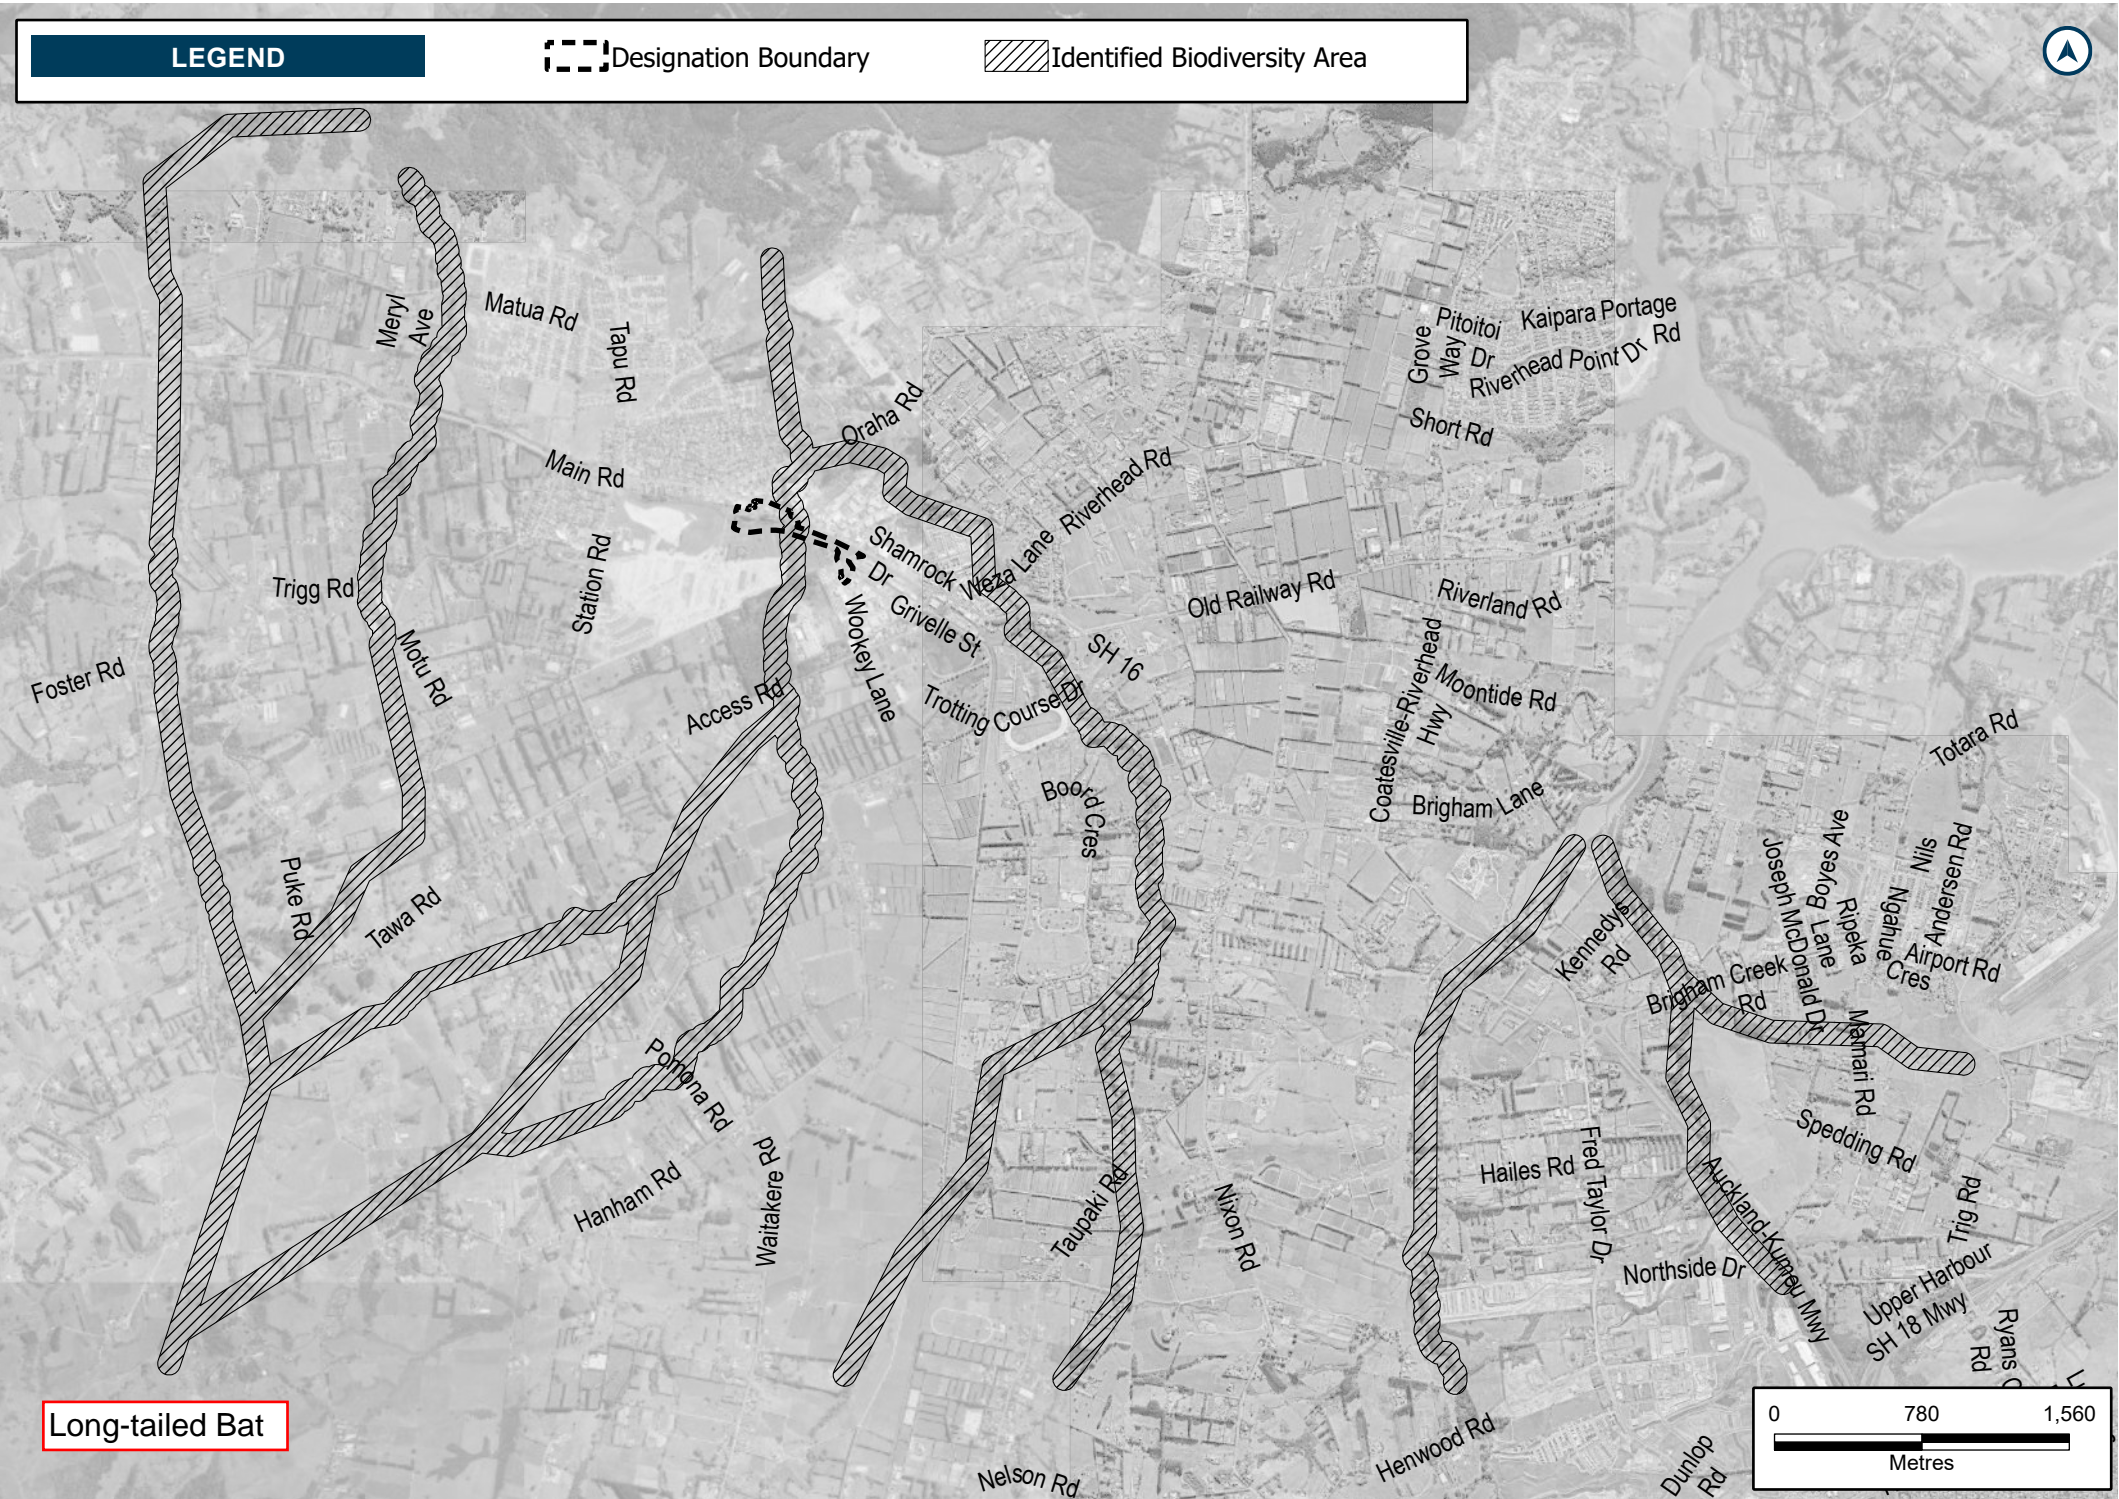 LEGEND
Designation Boundary
Identified Biodiversity Area
Meryl
Ave
Matua Rd
Tapu Rd
Oraha Rd
Main Rd
Riverhead Rd
Grove
Way
Pitoitoi
Dr
Kaipara Portage
Rd
Riverhead Point Dr
Short Rd
Shamrock
Dr
Weza Lane
Trigg Rd
Station Rd
Grivelle St
Wookey Lane
Old Railway Rd
Riverland Rd
SH 16
Foster Rd
Motu Rd
Access Rd
Trotting Course Dr
Coatesville-Riverhead
Hwy
Moontide Rd
Totara Rd
Boord Cres
Brigham Lane
Puke Rd
Tawa Rd
Kennedys
Rd
Joseph McDonald Dr
Boyes Ave
Lane
Ripeka
Nils
Andersen Rd
Ngahue
Cres
Airport Rd
Brigham Creek
Rd
Mamari Rd
Pomona Rd
Hanham Rd
Waitakere Rd
Taupaki Rd
Nixon Rd
Hailes Rd
Fred Taylor Dr
Spedding Rd
Trig Rd
Auckland-Kumeu Mwy
Northside Dr
Upper Harbour
SH 18 Mwy
Ryans
Rd
Long-tailed Bat
Henwood Rd
Nelson Rd
Dunlop
Rd
0 780 1,560
Metres